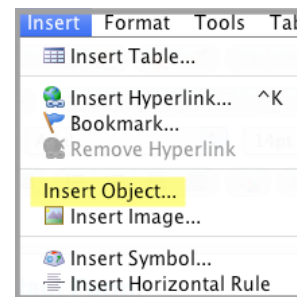 Insert Format Tools Tab
Insert Table...
Insert Hyperlink... ^K
Bookmark...
Remove Hyperlink
Insert Object...
Insert Image...
Insert Symbol...
Insert Horizontal Rule